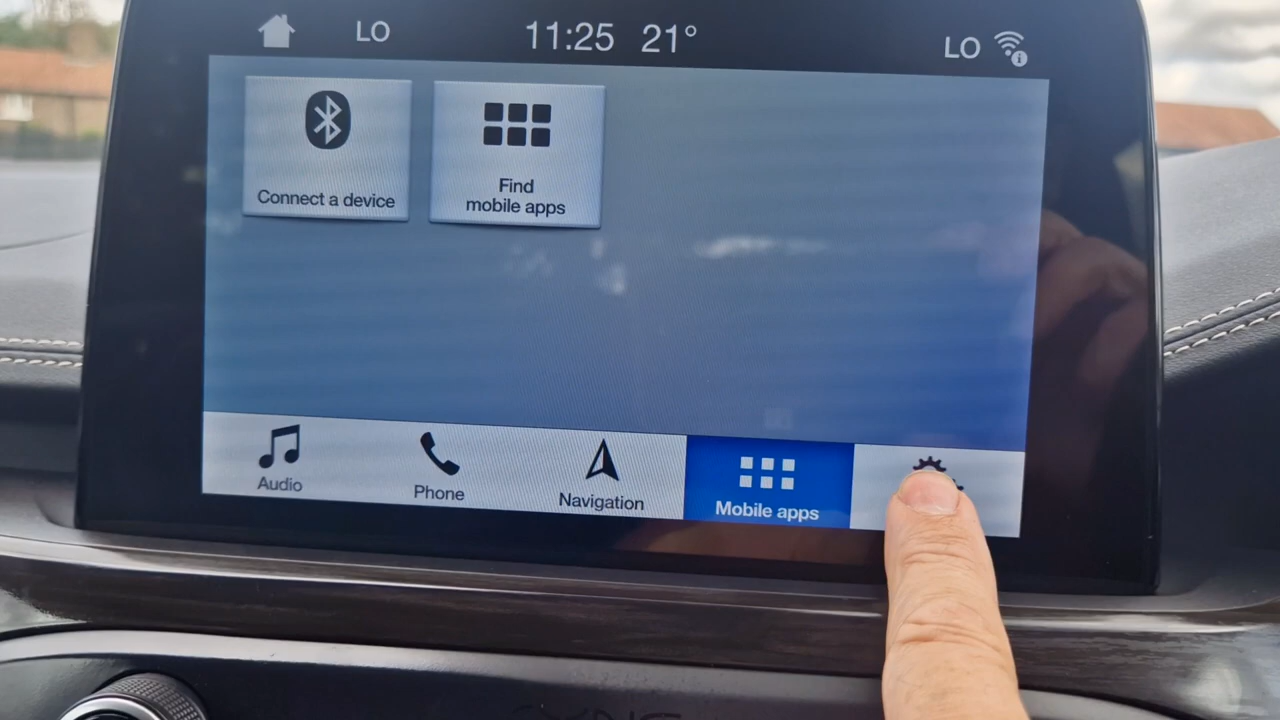 LO
11:25 21°
LO
Connect a device
Find
mobile apps
Audio
Phone
Navigation
Mobile apps